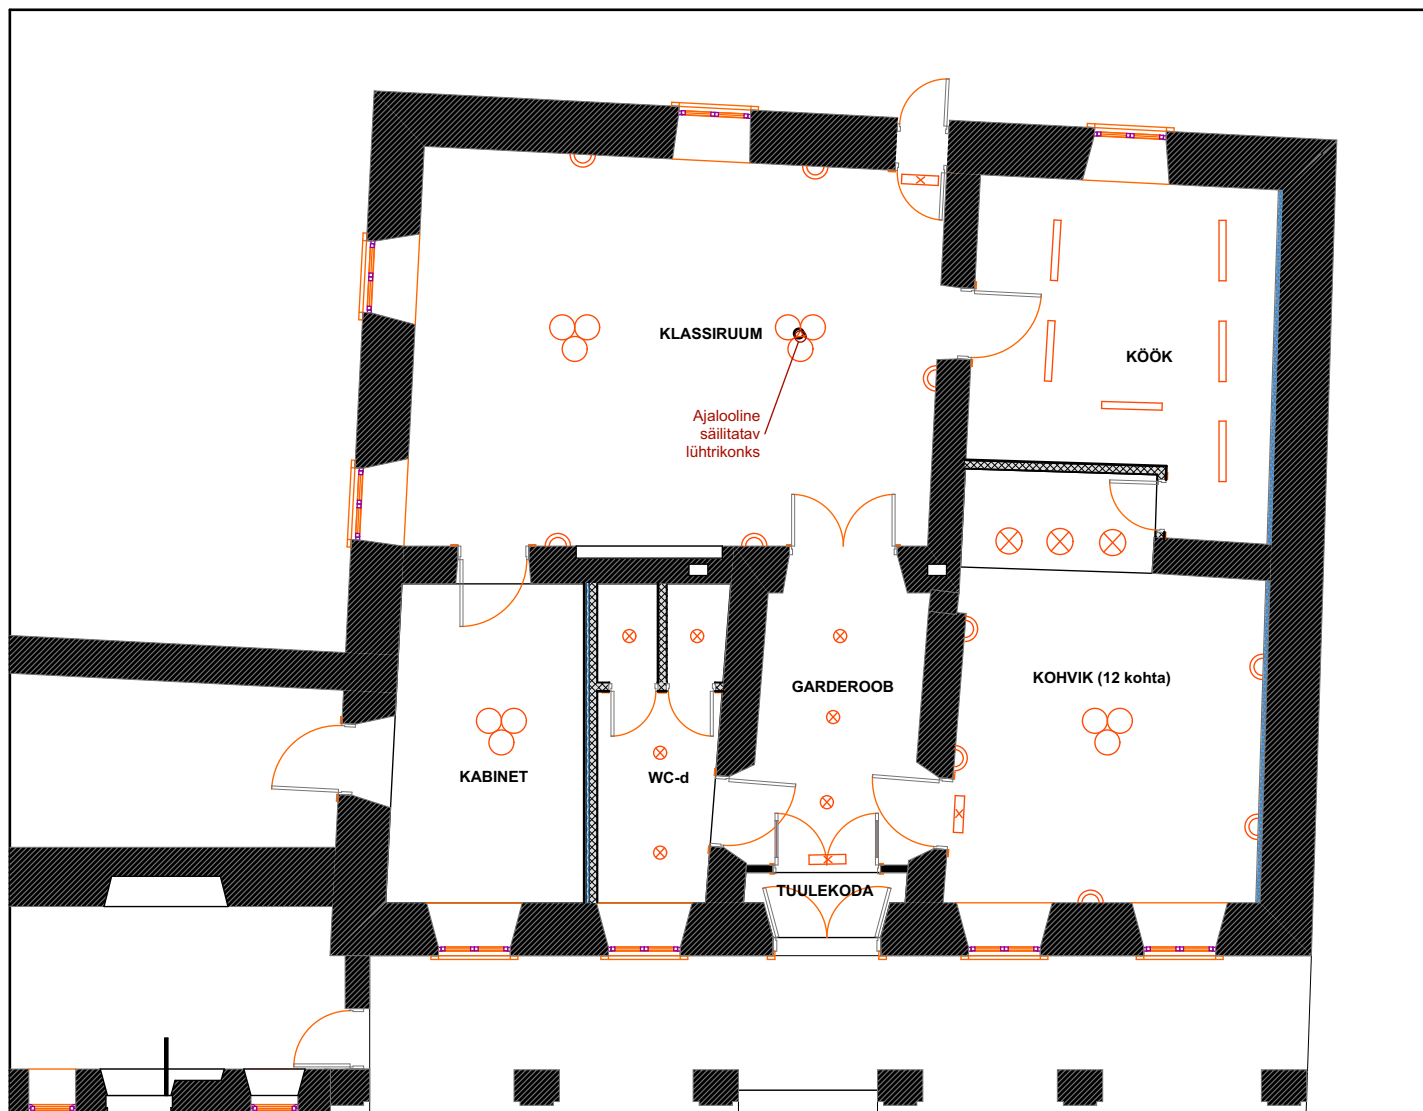 KLASSIRUUM
KÖÖK
Ajalooline
säilitatav
lühtrikonks
GARDEROOB
KOHVIK (12 kohta)
KABINET
WC-d
TUULEKODA